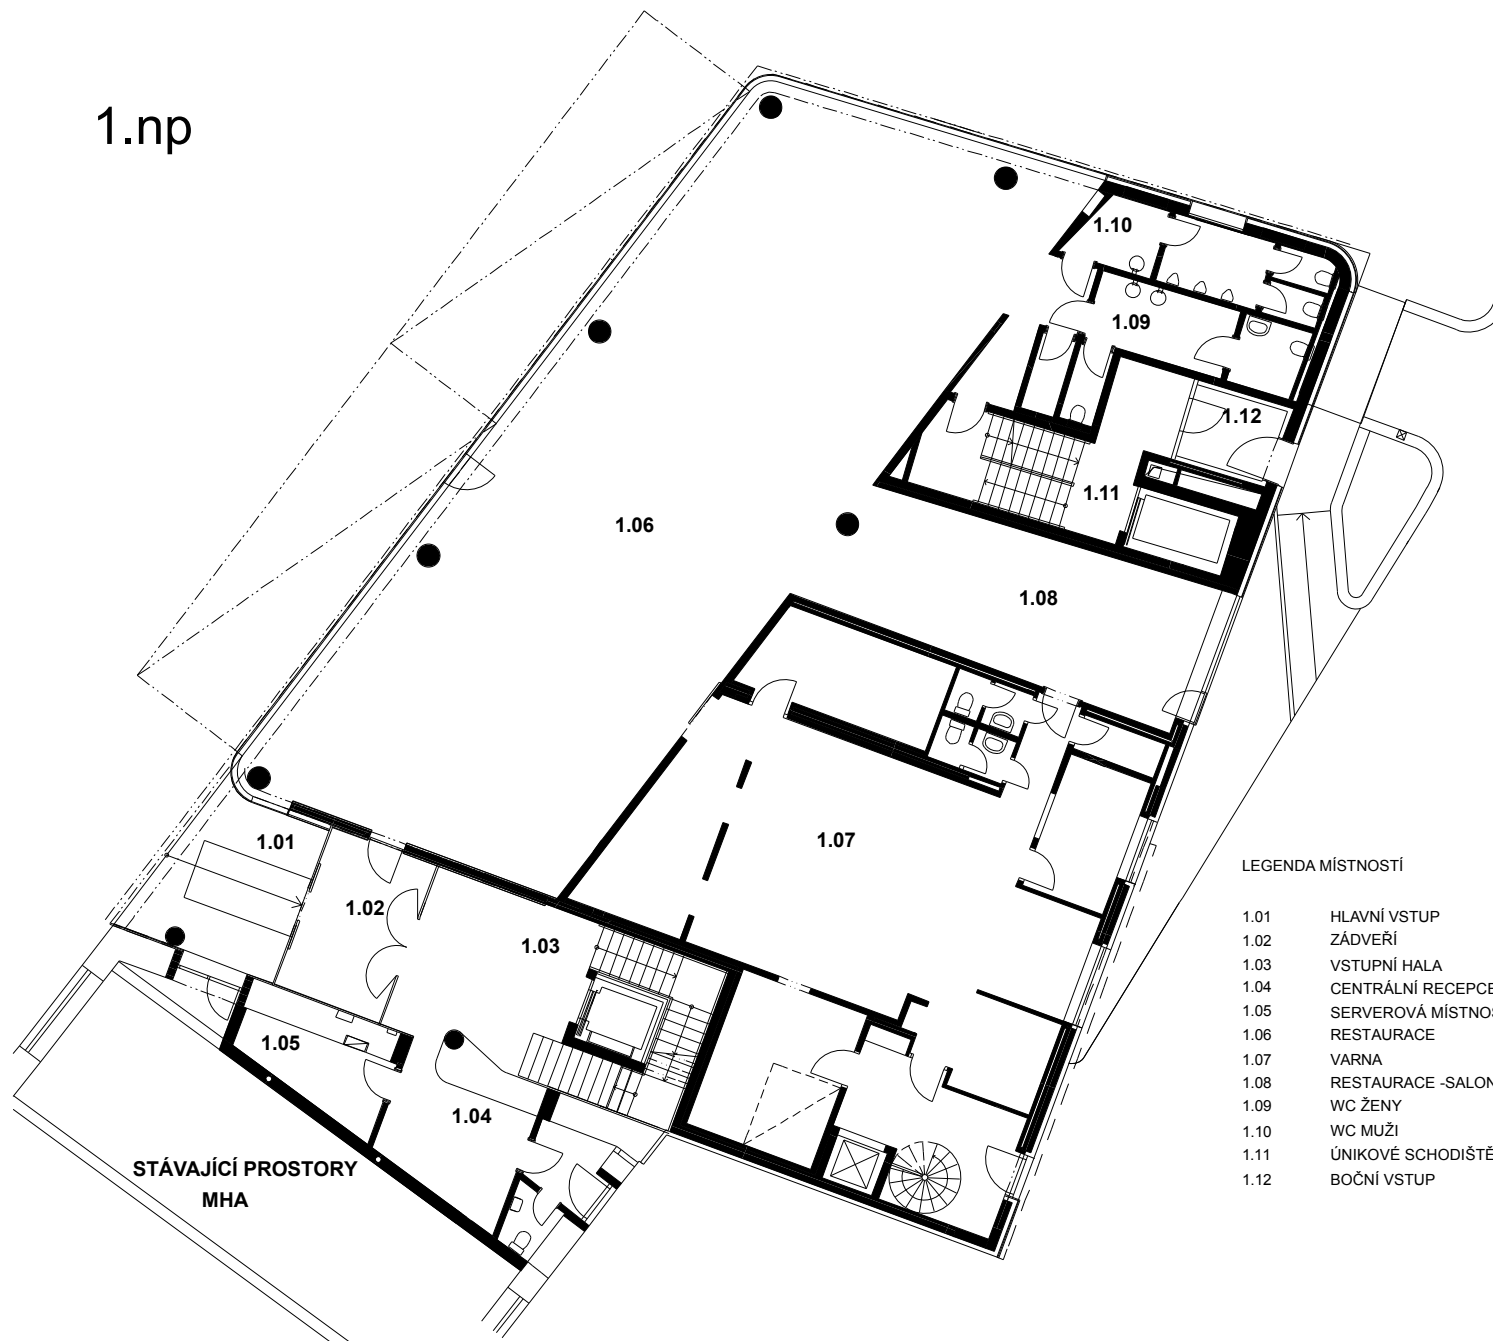 1.np
1.10
1.09
1.12
1.11
1.06
1.08
1.07
1.01
1.02
1.03
1.05
1.04
STÁVAJÍCÍ PROSTORY
MHA
LEGENDA MÍSTNOSTÍ
1.01 HLAVNÍ VSTUP
1.02 ZÁDVEŘÍ
1.03 VSTUPNÍ HALA
1.04 CENTRÁLNÍ RECEPCE
1.05 SERVEROVÁ MÍSTNOS
1.06 RESTAURACE
1.07 VARNA
1.08 RESTAURACE -SALON
1.09 WC ŽENY
1.10 WC MUŽI
1.11 ÚNIKOVÉ SCHODIŠTĚ
1.12 BOČNÍ VSTUP